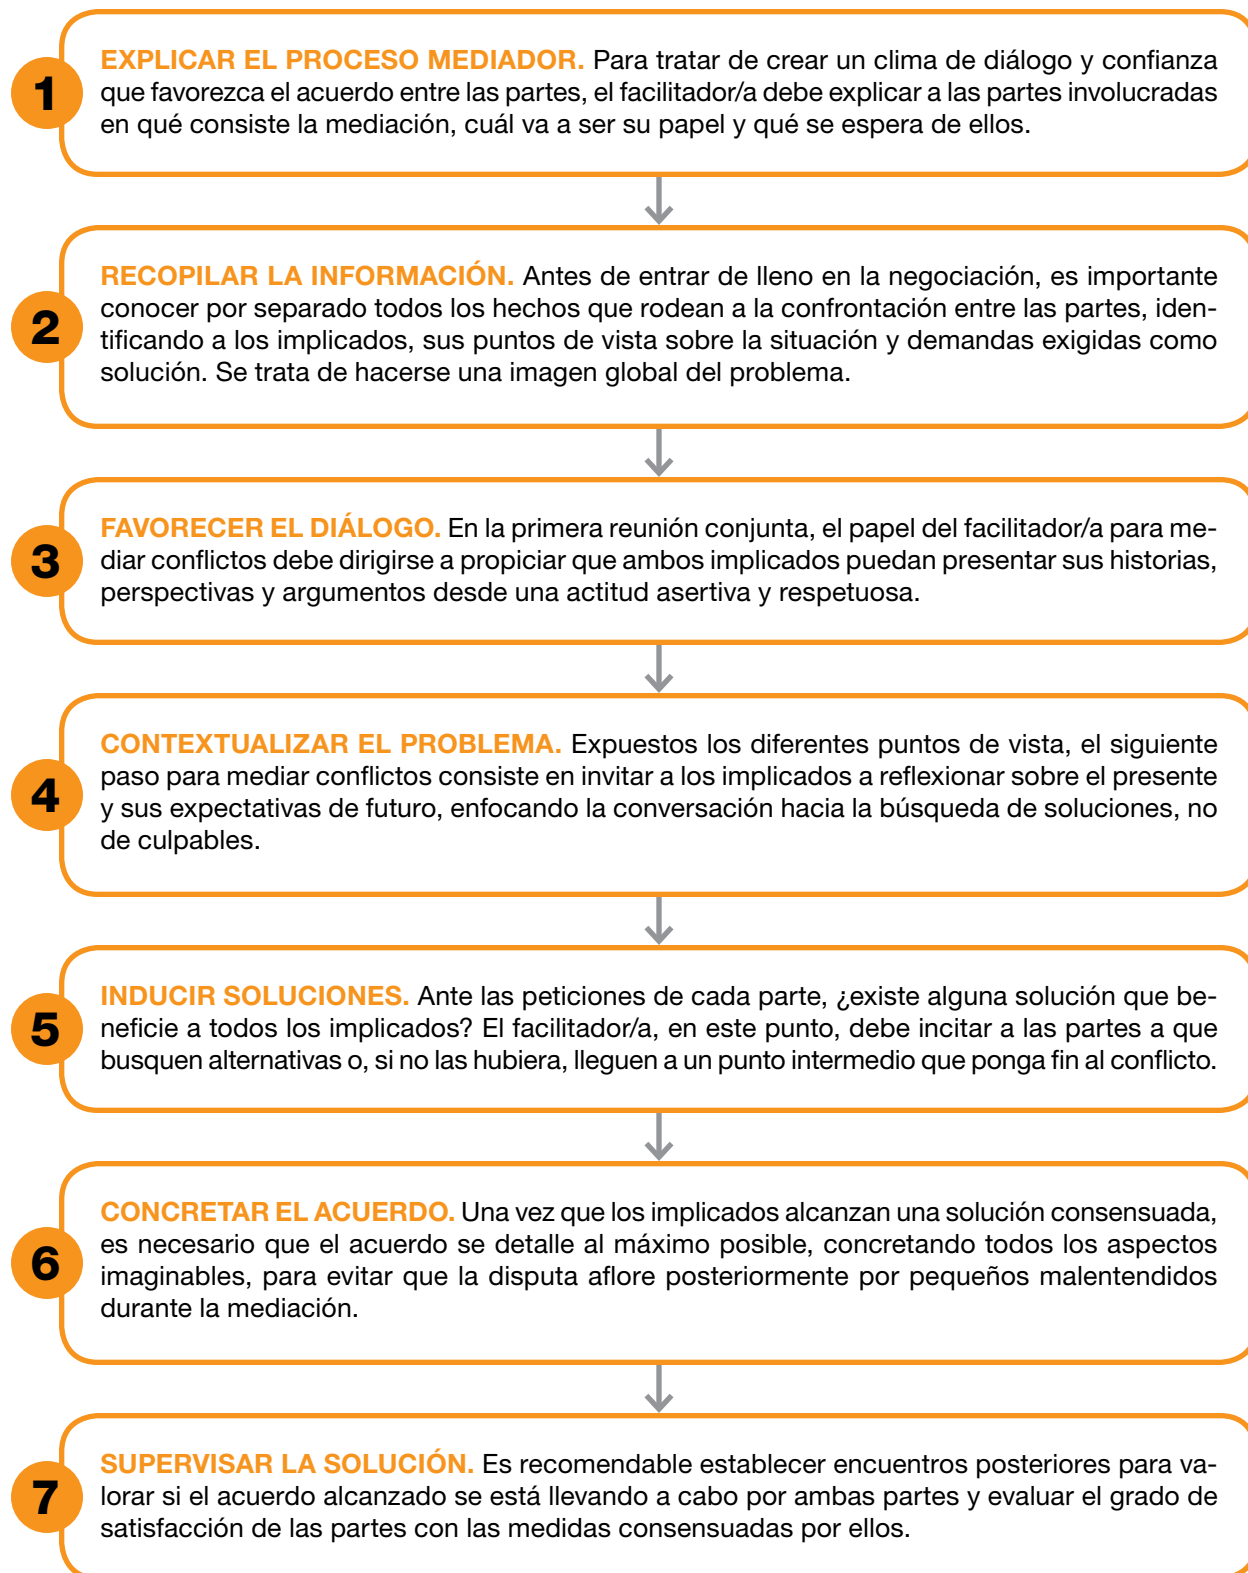 1
EXPLICAR EL PROCESO MEDIADOR. Para tratar de crear un clima de diálogo y confianza
que favorezca el acuerdo entre las partes, el facilitador/a debe explicar a las partes involucradas
en qué consiste la mediación, cuál va a ser su papel y qué se espera de ellos.
2
RECOPILAR LA INFORMACIÓN. Antes de entrar de lleno en la negociación, es importante
conocer por separado todos los hechos que rodean a la confrontación entre las partes, iden-
tificando a los implicados, sus puntos de vista sobre la situación y demandas exigidas como
solución. Se trata de hacerse una imagen global del problema.
3
FAVORECER EL DIÁLOGO. En la primera reunión conjunta, el papel del facilitador/a para me-
diar conflictos debe dirigirse a propiciar que ambos implicados puedan presentar sus historias,
perspectivas y argumentos desde una actitud asertiva y respetuosa.
4
CONTEXTUALIZAR EL PROBLEMA. Expuestos los diferentes puntos de vista, el siguiente
paso para mediar conflictos consiste en invitar a los implicados a reflexionar sobre el presente
y sus expectativas de futuro, enfocando la conversación hacia la búsqueda de soluciones, no
de culpables.
5
INDUCIR SOLUCIONES. Ante las peticiones de cada parte, ¿existe alguna solución que be-
neficie a todos los implicados? El facilitador/a, en este punto, debe incitar a las partes a que
busquen alternativas o, si no las hubiera, lleguen a un punto intermedio que ponga fin al conflicto.
6
CONCRETAR EL ACUERDO. Una vez que los implicados alcanzan una solución consensuada,
es necesario que el acuerdo se detalle al máximo posible, concretando todos los aspectos
imaginables, para evitar que la disputa aflore posteriormente por pequeños malentendidos
durante la mediación.
7
SUPERVISAR LA SOLUCIÓN. Es recomendable establecer encuentros posteriores para va-
lorar si el acuerdo alcanzado se está llevando a cabo por ambas partes y evaluar el grado de
satisfacción de las partes con las medidas consensuadas por ellos.